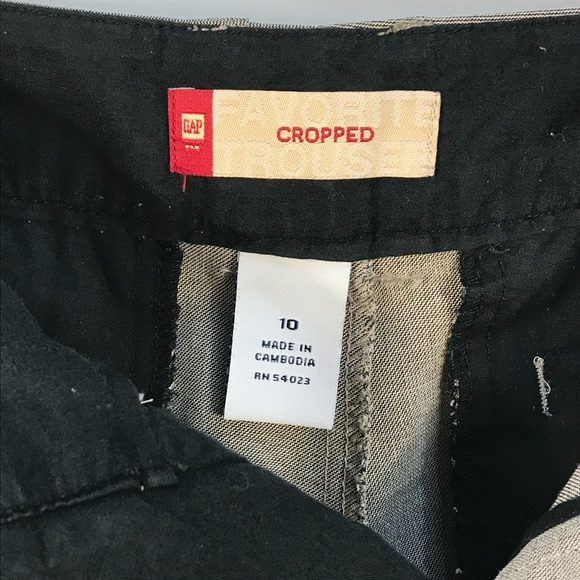 FAVORITE
GAP
CROPPED
TROUSER
10
MADE IN
CAMBODIA
RN 54023